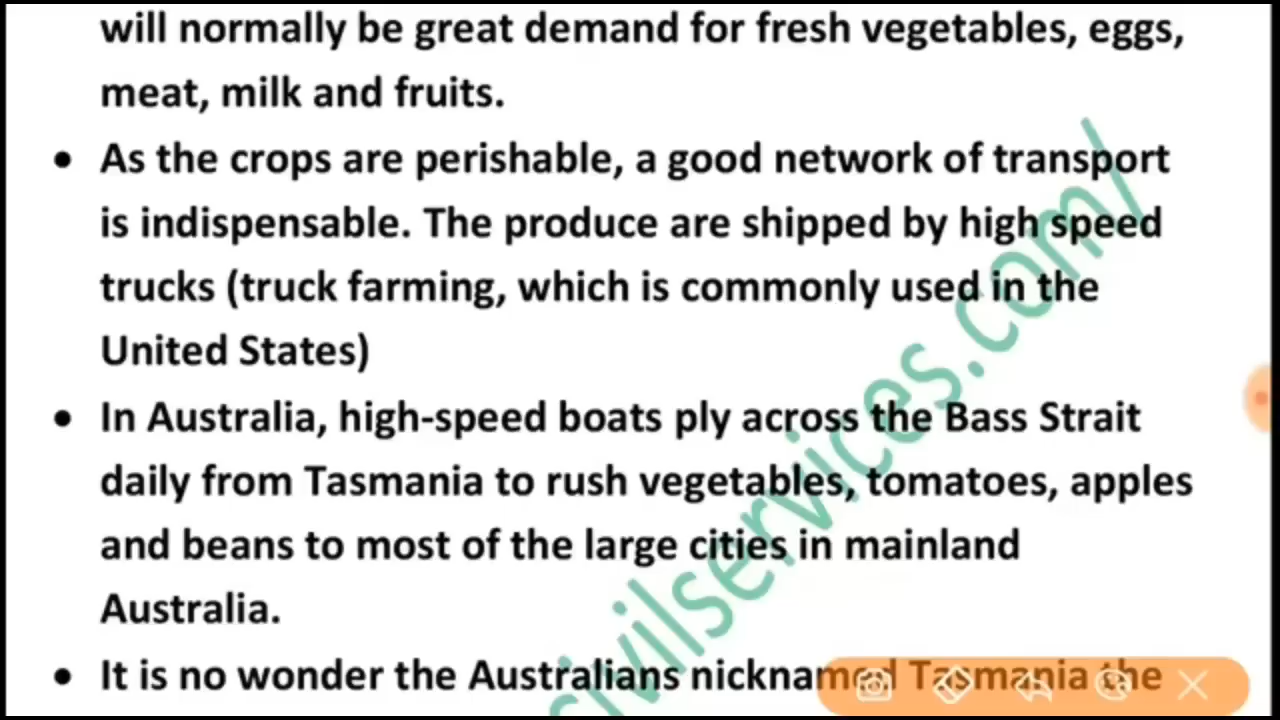 will normally be great demand for fresh vegetables, eggs,
meat, milk and fruits.
• As the crops are perishable, a good network of transport
is indispensable. The produce are shipped by high speed
trucks (truck farming, which is commonly used in the
United States)
• In Australia, high-speed boats ply across the Bass Strait
daily from Tasmania to rush vegetables, tomatoes, apples
and beans to most of the large cities in mainland
Australia.
• It is no wonder the Australians nicknamed Tasmania the
civilservices.com/